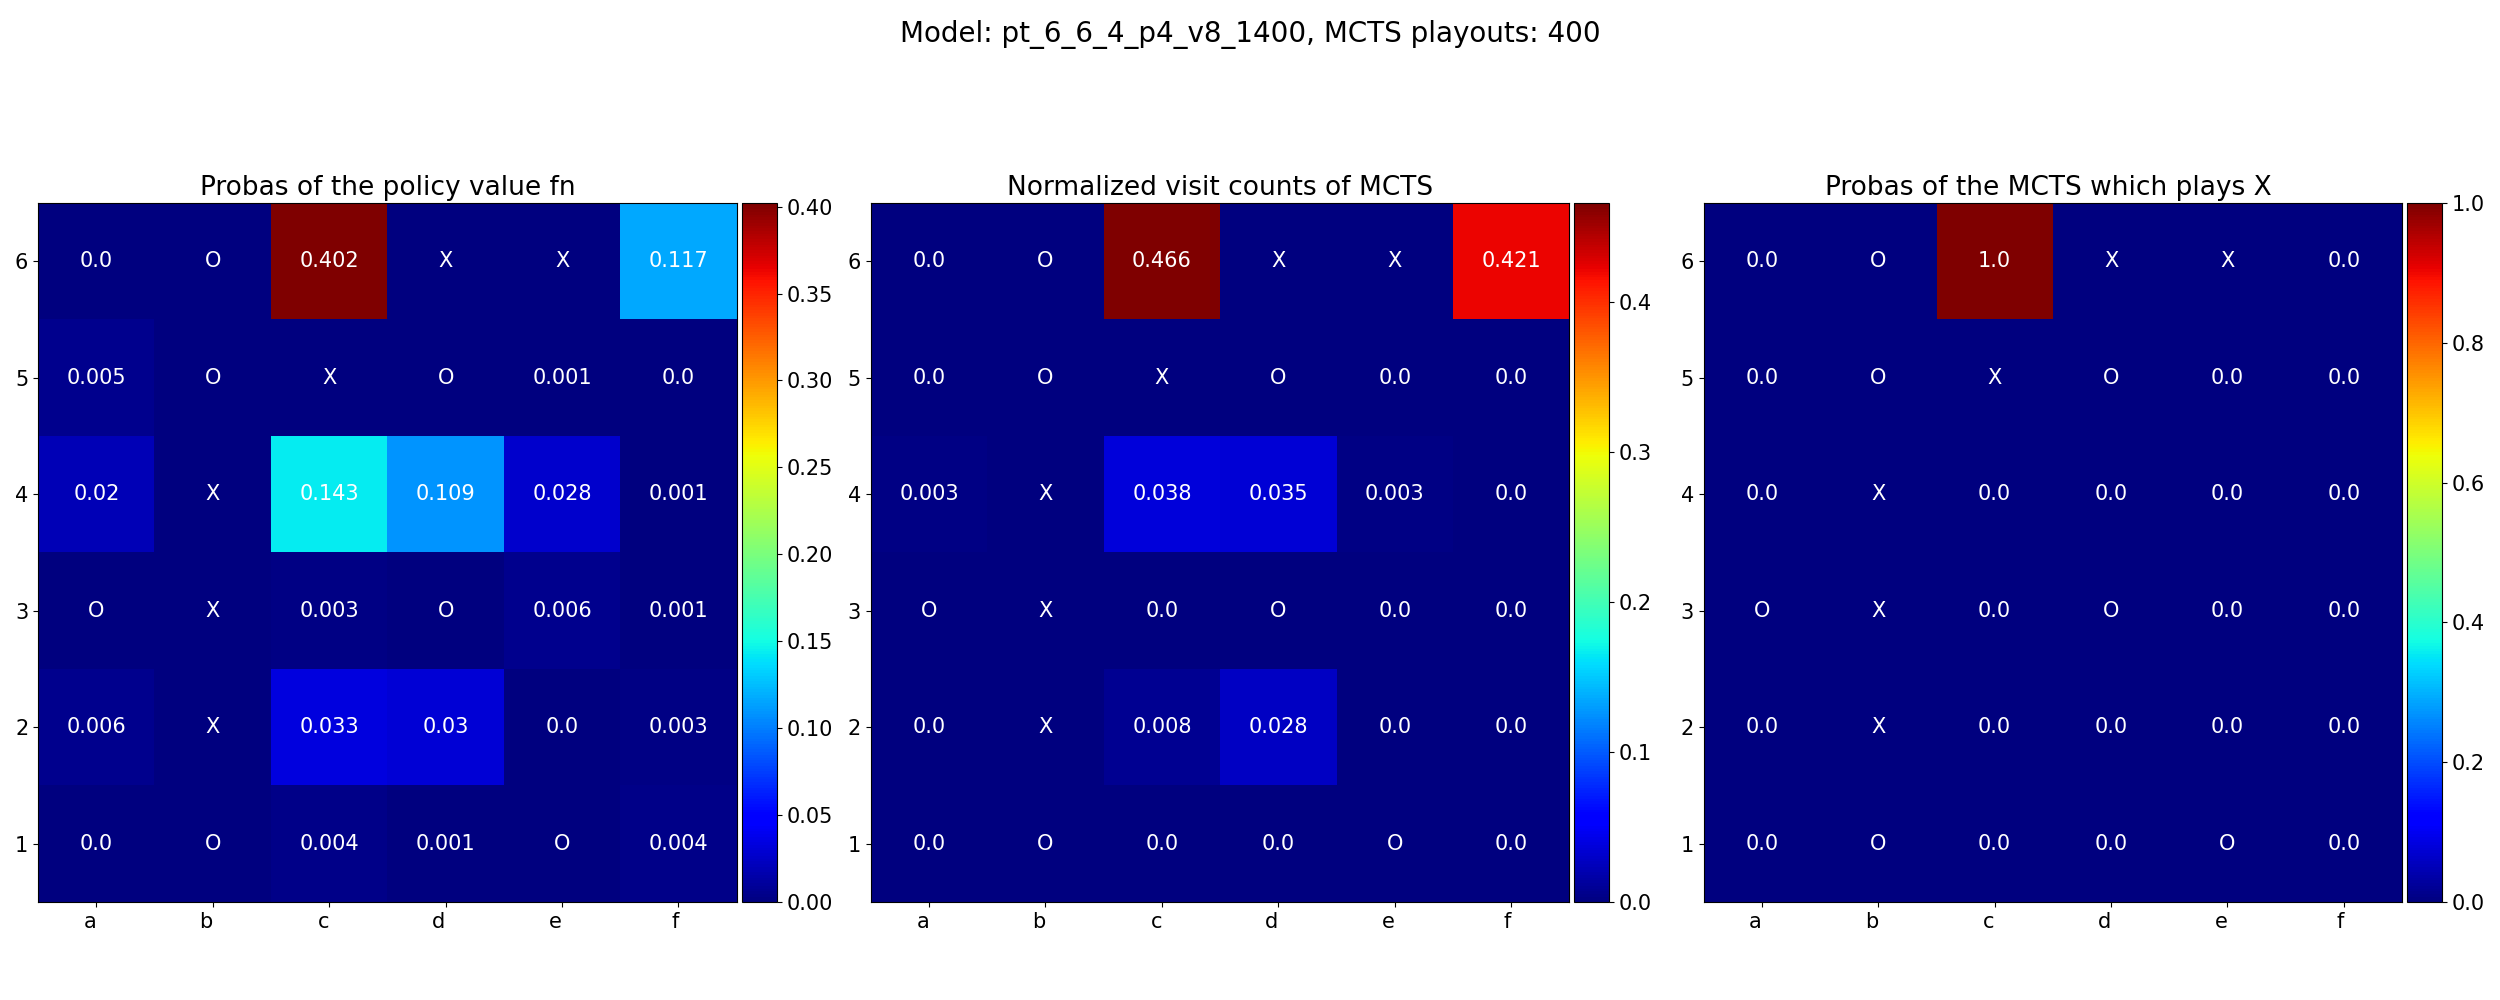 Model: pt_6_6_4_p4_v8_1400, MCTS playouts: 400
Probas of the policy value fn
6 0.0 O 0.402 X X 0.117
5 0.005 O X O 0.001 0.0
4 0.02 X 0.143 0.109 0.028 0.001
3 O X 0.003 O 0.006 0.001
2 0.006 X 0.033 0.03 0.0 0.003
1 0.0 O 0.004 0.001 O 0.004
a b c d e f
0.40
0.35
0.30
0.25
0.20
0.15
0.10
0.05
0.00
Normalized visit counts of MCTS
6 0.0 O 0.466 X X 0.421
5 0.0 O X O 0.0 0.0
4 0.003 X 0.038 0.035 0.003 0.0
3 O X 0.0 O 0.0 0.0
2 0.0 X 0.008 0.028 0.0 0.0
1 0.0 O 0.0 0.0 O 0.0
a b c d e f
0.4
0.3
0.2
0.1
0.0
Probas of the MCTS which plays X
6 0.0 O 1.0 X X 0.0
5 0.0 O X O 0.0 0.0
4 0.0 X 0.0 0.0 0.0 0.0
3 O X 0.0 O 0.0 0.0
2 0.0 X 0.0 0.0 0.0 0.0
1 0.0 O 0.0 0.0 O 0.0
a b c d e f
1.0
0.8
0.6
0.4
0.2
0.0